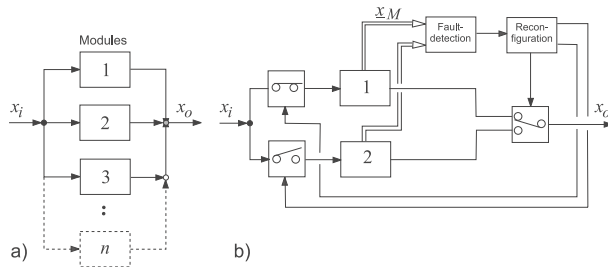 Modules
x_i
1
2
3
n
x_o
a)
x_M
Fault-
detection
Recon-
figuration
x_i
1
2
x_o
b)